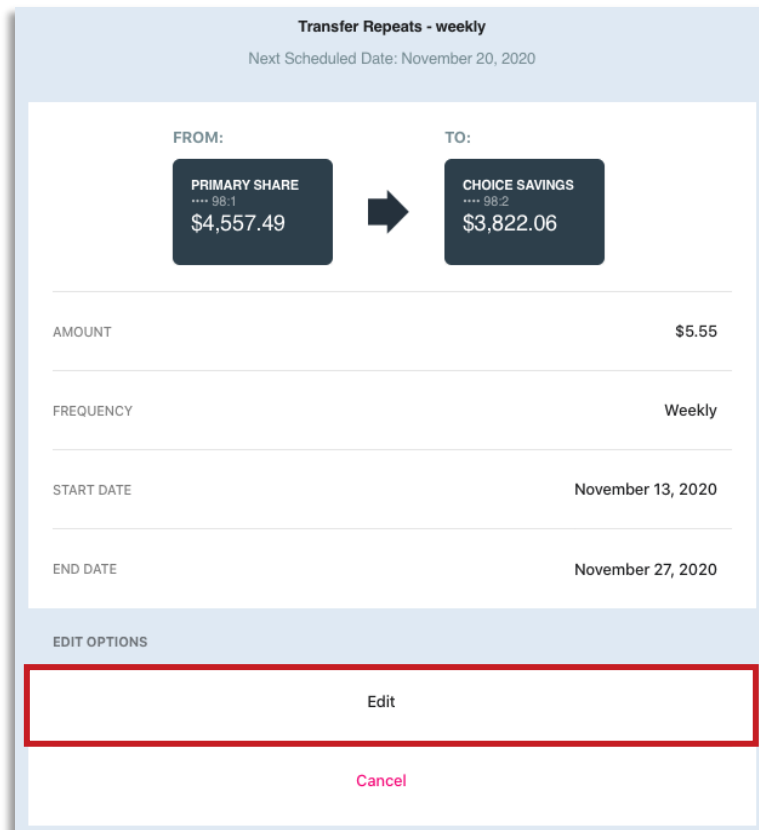 Transfer Repeats - weekly
Next Scheduled Date: November 20, 2020
FROM:
TO:
PRIMARY SHARE
•••• 98:1
$4,557.49
CHOICE SAVINGS
•••• 98:2
$3,822.06
AMOUNT
$5.55
FREQUENCY
Weekly
START DATE
November 13, 2020
END DATE
November 27, 2020
EDIT OPTIONS
Edit
Cancel